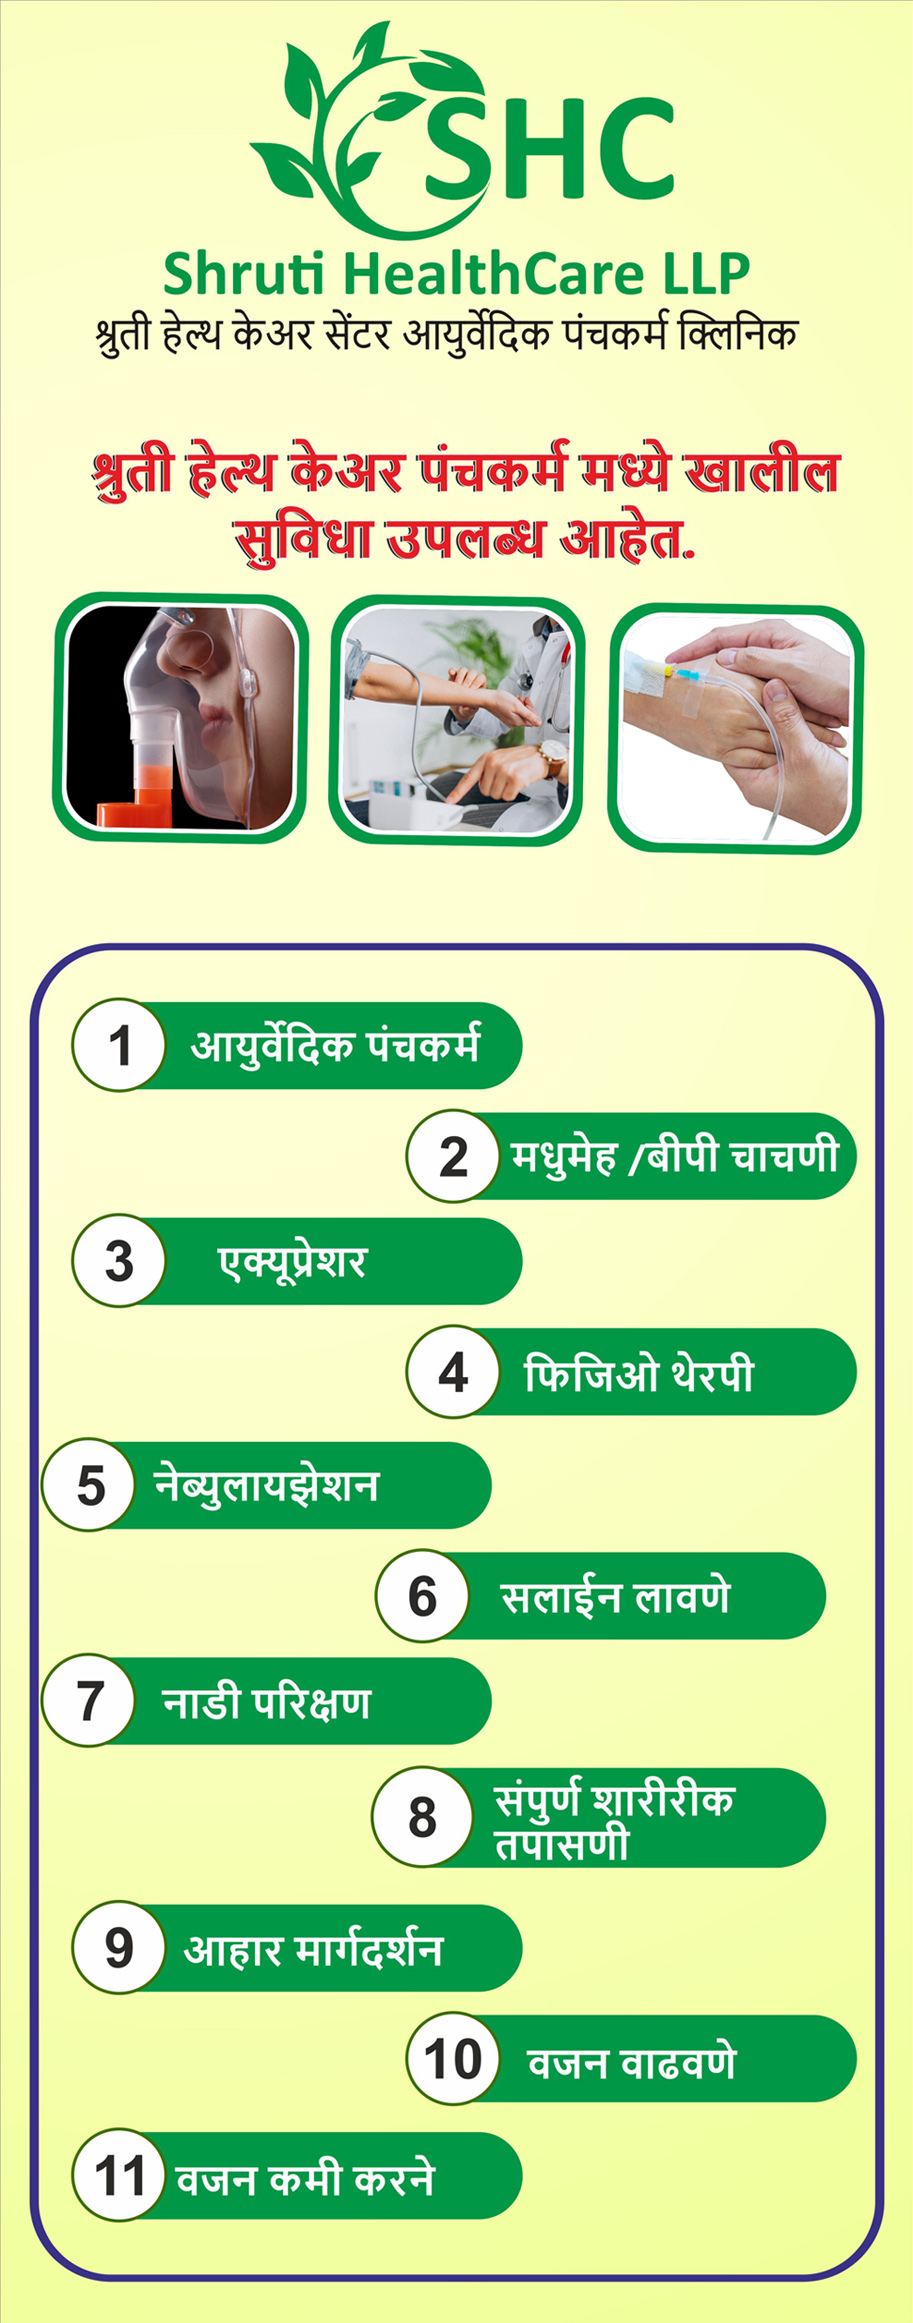 SHC
Shruti HealthCare LLP
श्रुती हेल्थ केअर सेंटर आयुर्वेदिक पंचकर्म क्लिनिक
श्रुती हेल्थ केअर पंचकर्म मध्ये खालील
सुविधा उपलब्ध आहेत.
1 आयुर्वेदिक पंचकर्म
2 मधुमेह /बीपी चाचणी
3 एक्यूप्रेशर
4 फिजिओ थेरपी
5 नेब्युलायझेशन
6 सलाईन लावणे
7 नाडी परिक्षण
8 संपुर्ण शारीरीक
तपासणी
9 आहार मार्गदर्शन
10 वजन वाढवणे
11 वजन कमी करने